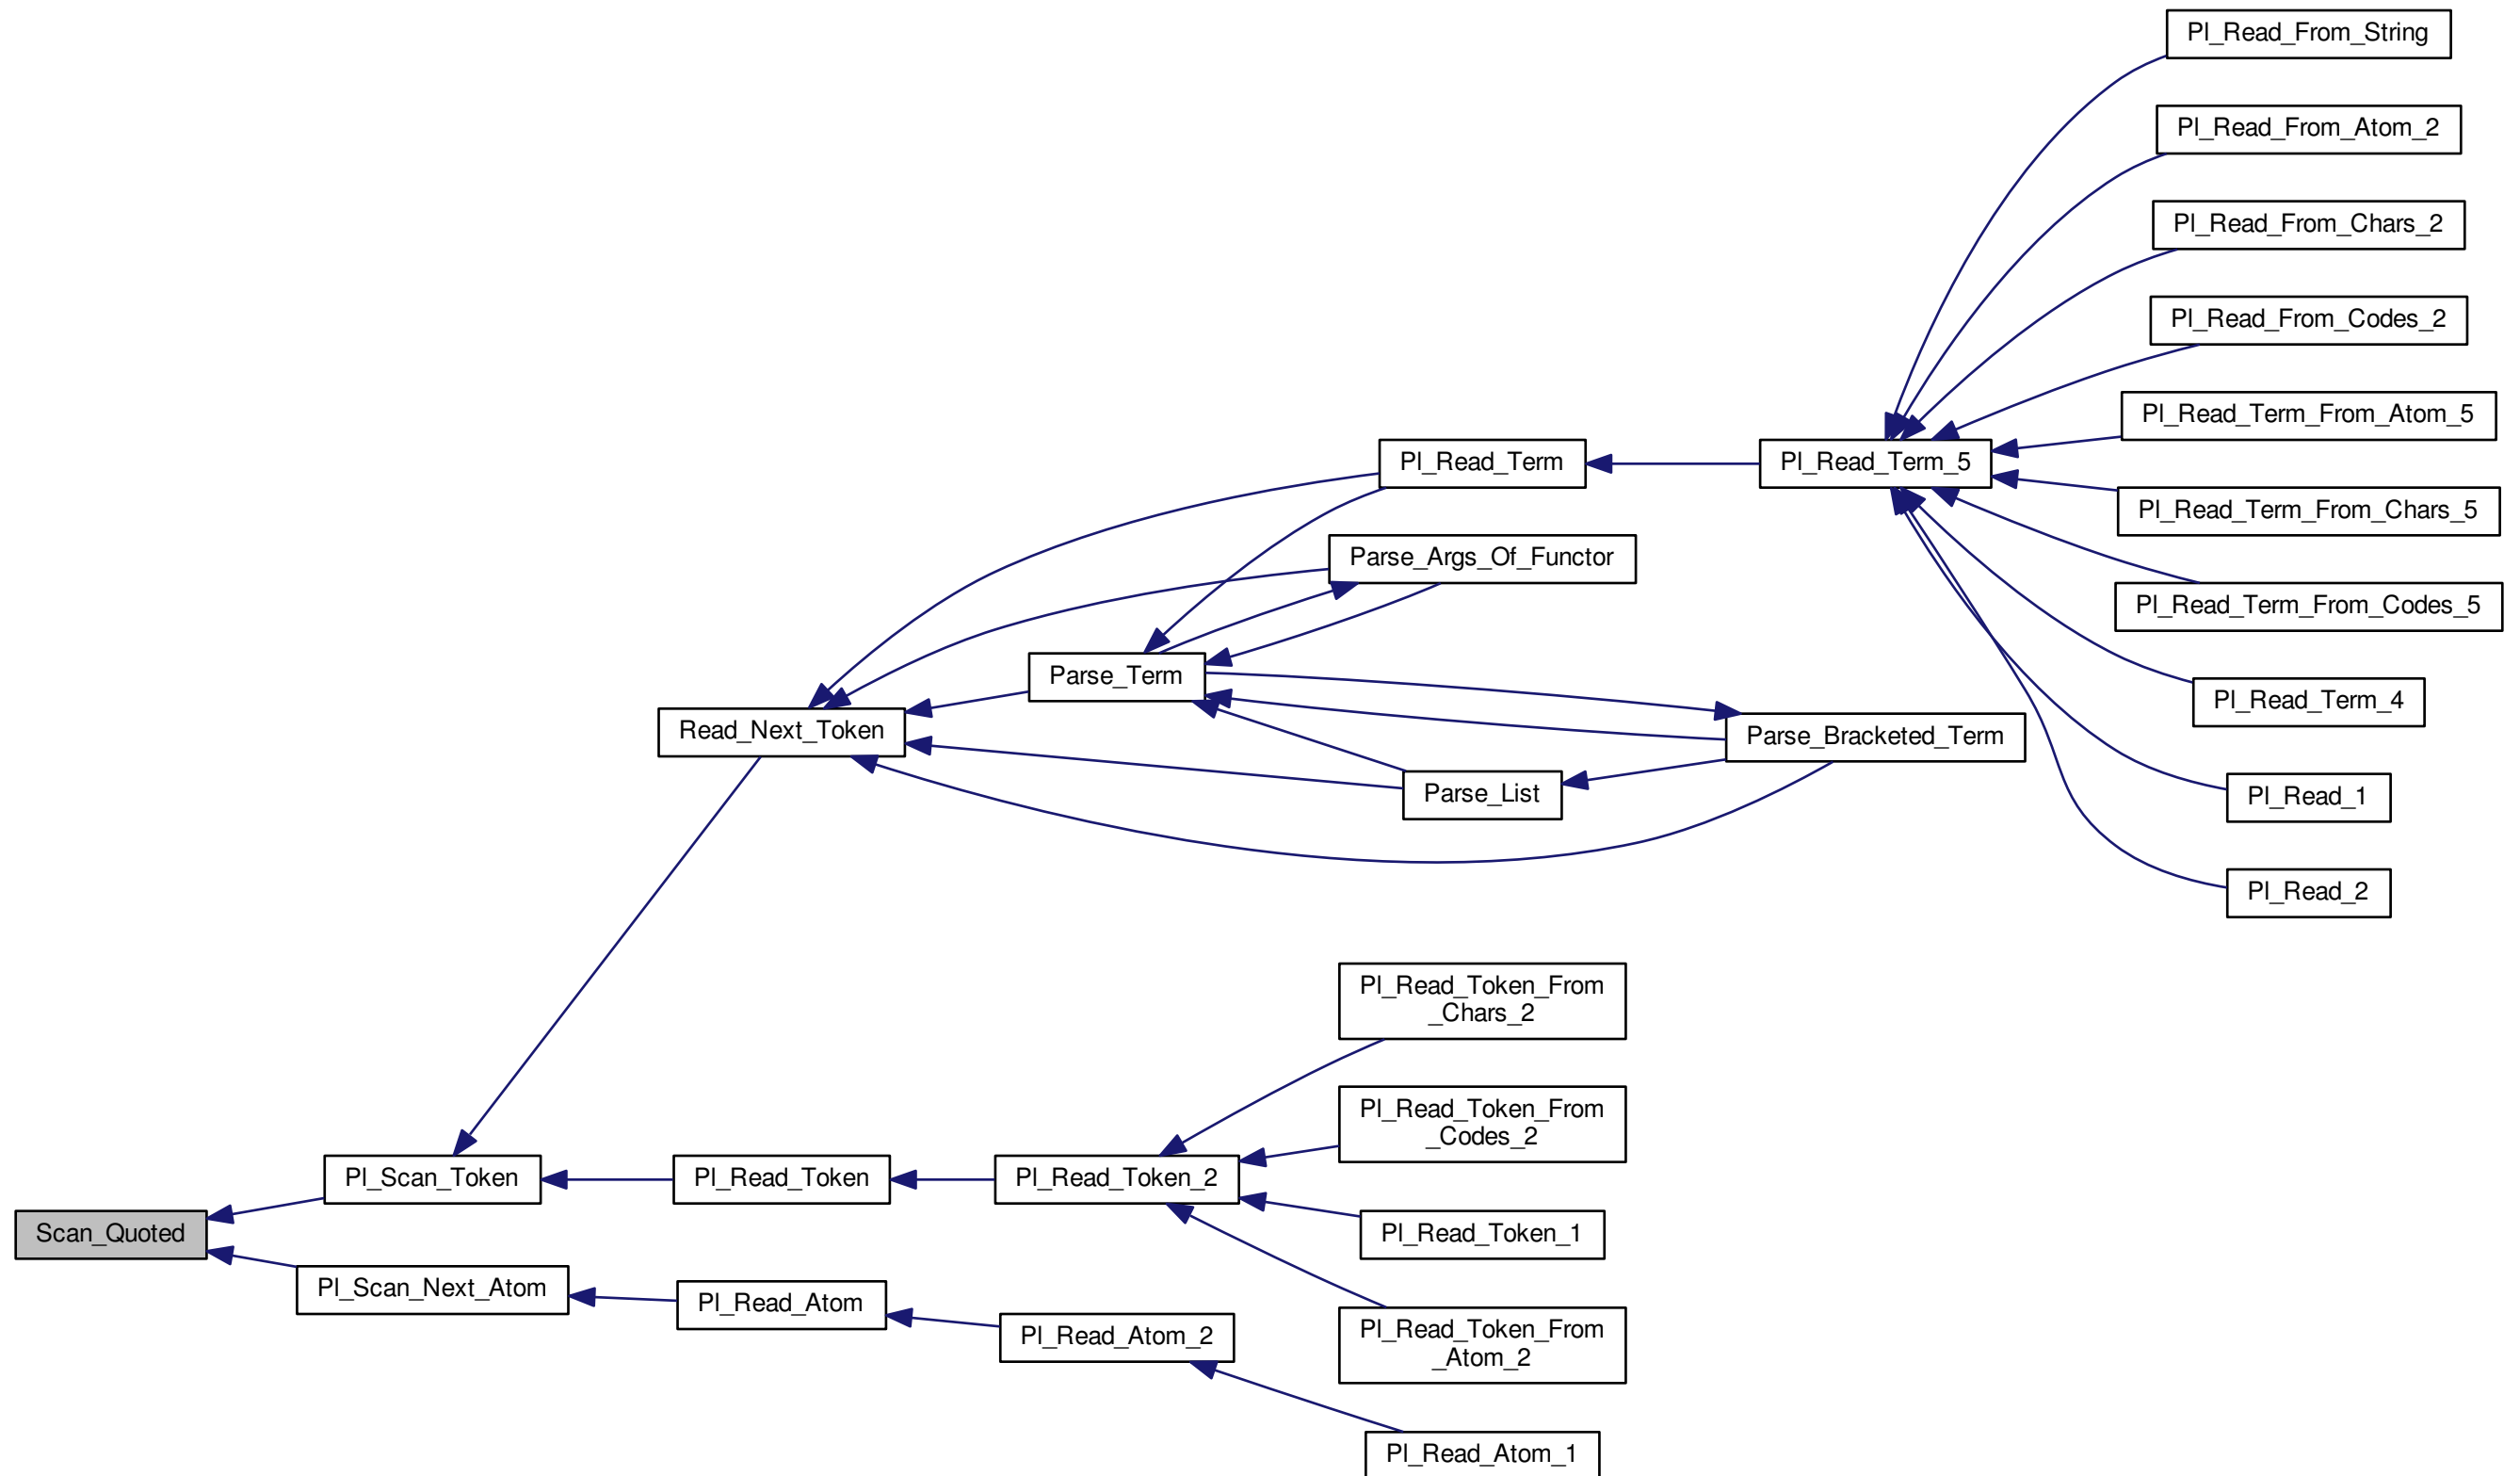 Pl_Read_From_String
Pl_Read_From_Atom_2
Pl_Read_From_Chars_2
Pl_Read_From_Codes_2
Pl_Read_Term_From_Atom_5
Pl_Read_Term
Pl_Read_Term_5
Pl_Read_Term_From_Chars_5
Parse_Args_Of_Functor
Pl_Read_Term_From_Codes_5
Parse_Term
Pl_Read_Term_4
Read_Next_Token
Parse_Bracketed_Term
Parse_List
Pl_Read_1
Pl_Read_2
Pl_Read_Token_From
_Chars_2
Pl_Read_Token_From
_Codes_2
Pl_Scan_Token
Pl_Read_Token
Pl_Read_Token_2
Scan_Quoted
Pl_Read_Token_1
Pl_Scan_Next_Atom
Pl_Read_Atom
Pl_Read_Atom_2
Pl_Read_Token_From
_Atom_2
Pl_Read_Atom_1